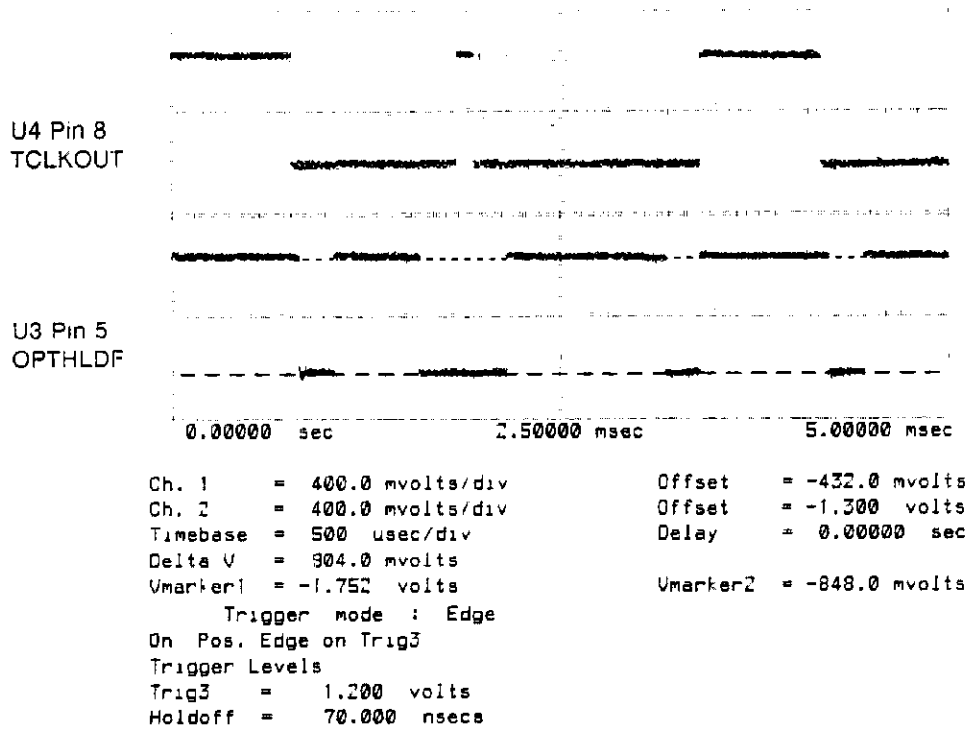 U4 Pin 8
TCLKOUT
U3 Pin 5
OPTHLDF
0.00000 sec 2.50000 msec 5.00000 msec
Ch. 1 = 400.0 mvolts/div Offset = -432.0 mvolts
Ch. 2 = 400.0 mvolts/div Offset = -1.300 volts
Timebase = 500 usec/div Delay = 0.00000 sec
Delta V = 904.0 mvolts
Vmarker1 = -1.752 volts Vmarker2 = -848.0 mvolts
Trigger mode : Edge
On Pos. Edge on Trig3
Trigger Levels
Trig3 = 1.200 volts
Holdoff = 70.000 nsecs